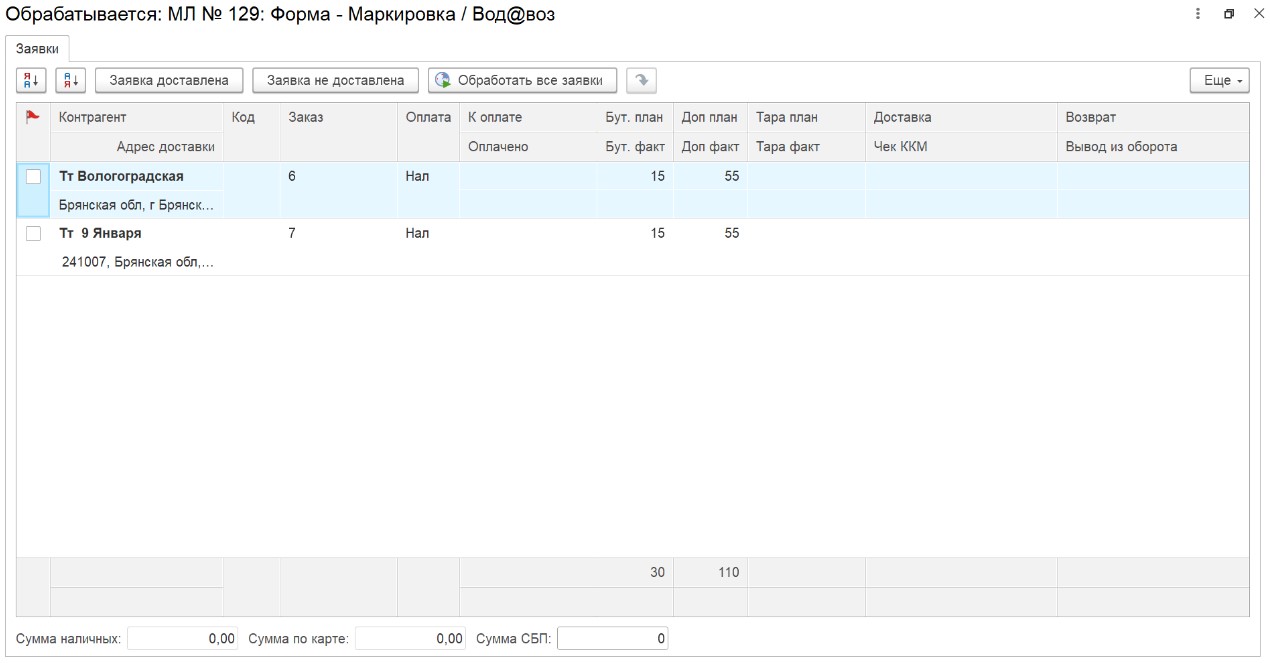 Обрабатывается: МЛ № 129: Форма - Маркировка / Вод@воз
Заявки
Заявка доставлена Заявка не доставлена Обработать все заявки Еще
Контрагент Код Заказ Оплата К оплате Бут. план Доп план Тара план Доставка Возврат
Адрес доставки Оплачено Бут. факт Доп факт Тара факт Чек ККМ Вывод из оборота
Тт Вологоградская 6 Нал 15 55
Брянская обл, г Брянск...
Тт 9 Января 7 Нал 15 55
241007, Брянская обл,...
30 110
Сумма наличных: 0,00 Сумма по карте: 0,00 Сумма СБП: 0